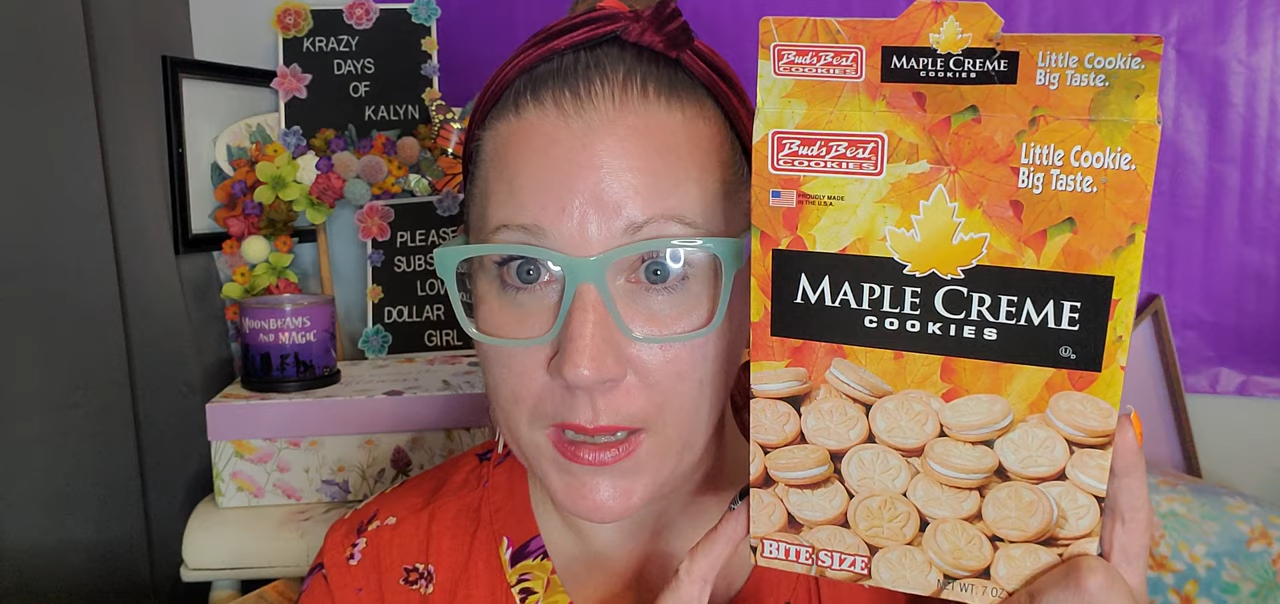 KRAZY
DAYS
OF
KALYN
PLEASE
LOV
DOLLAR
GIRL
MOONBEAMS
AND MAGIC
Bud's Best
COOKIES
MAPLE CREME
COOKIES
Little Cookie.
Big Taste.
Bud's Best
COOKIES
Little Cookie.
Big Taste.
PROUDLY MADE
IN THE U.S.A.
MAPLE CREME
COOKIES
U D
BITE SIZE
NET WT. 7 OZ